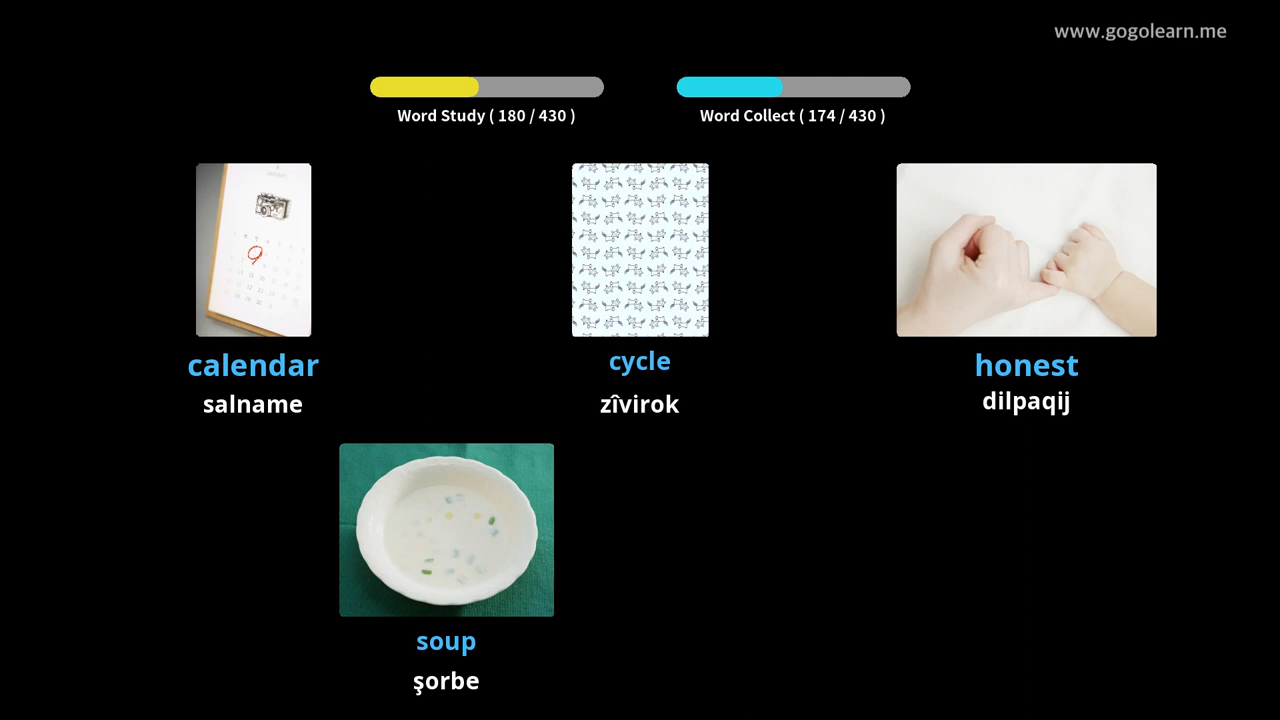 www.gogolearn.me
Word Study ( 180 / 430 )
Word Collect ( 174 / 430 )
calendar
salname
cycle
zîvirok
honest
dilpaqij
soup
şorbe